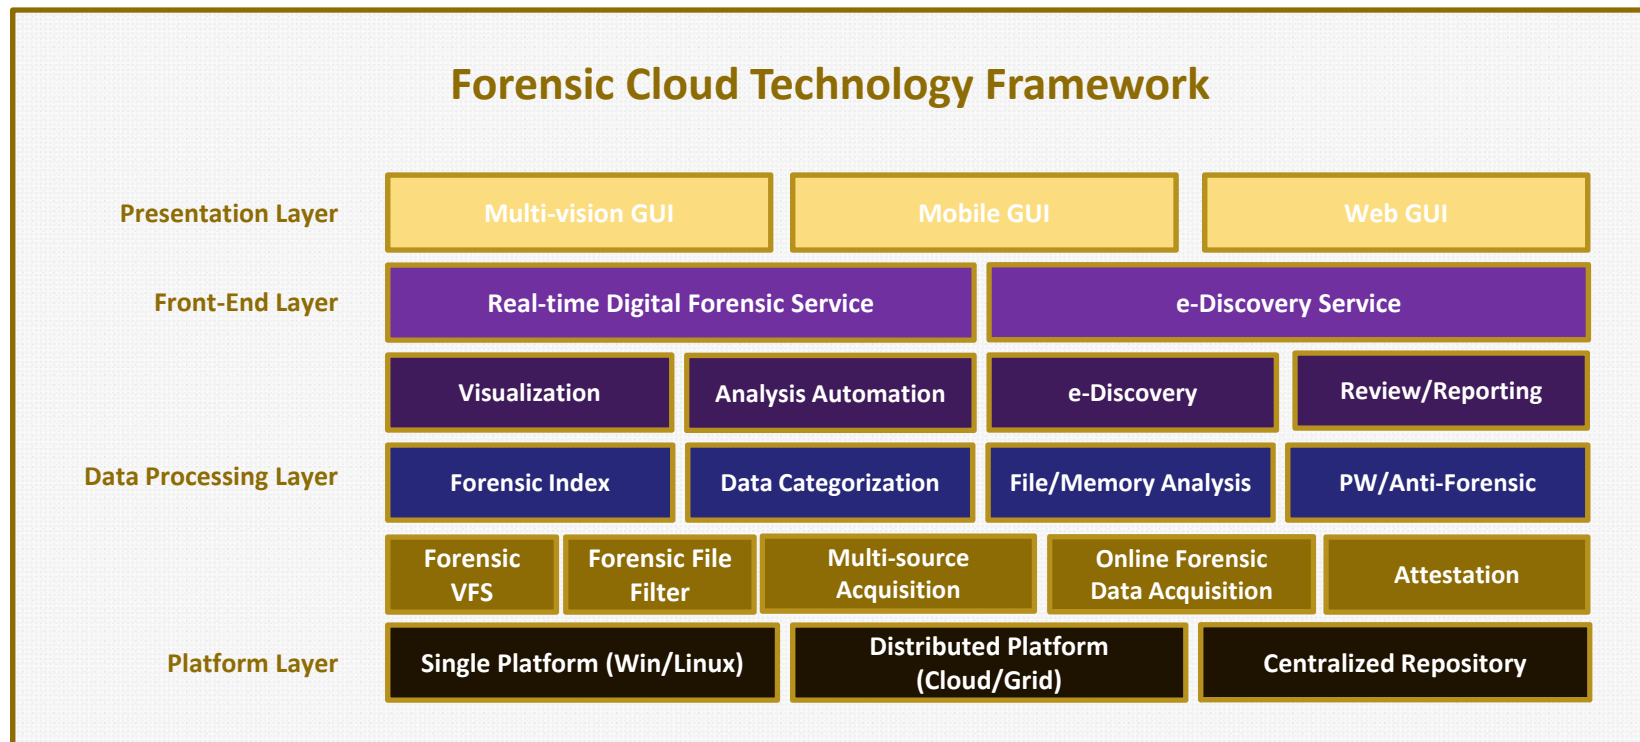 Forensic Cloud Technology Framework
Presentation Layer
Multi-vision GUI
Mobile GUI
Web GUI
Front-End Layer
Real-time Digital Forensic Service
e-Discovery Service
Visualization
Analysis Automation
e-Discovery
Review/Reporting
Data Processing Layer
Forensic Index
Data Categorization
File/Memory Analysis
PW/Anti-Forensic
Forensic
VFS
Forensic File
Filter
Multi-source
Acquisition
Online Forensic
Data Acquisition
Attestation
Platform Layer
Single Platform (Win/Linux)
Distributed Platform
(Cloud/Grid)
Centralized Repository